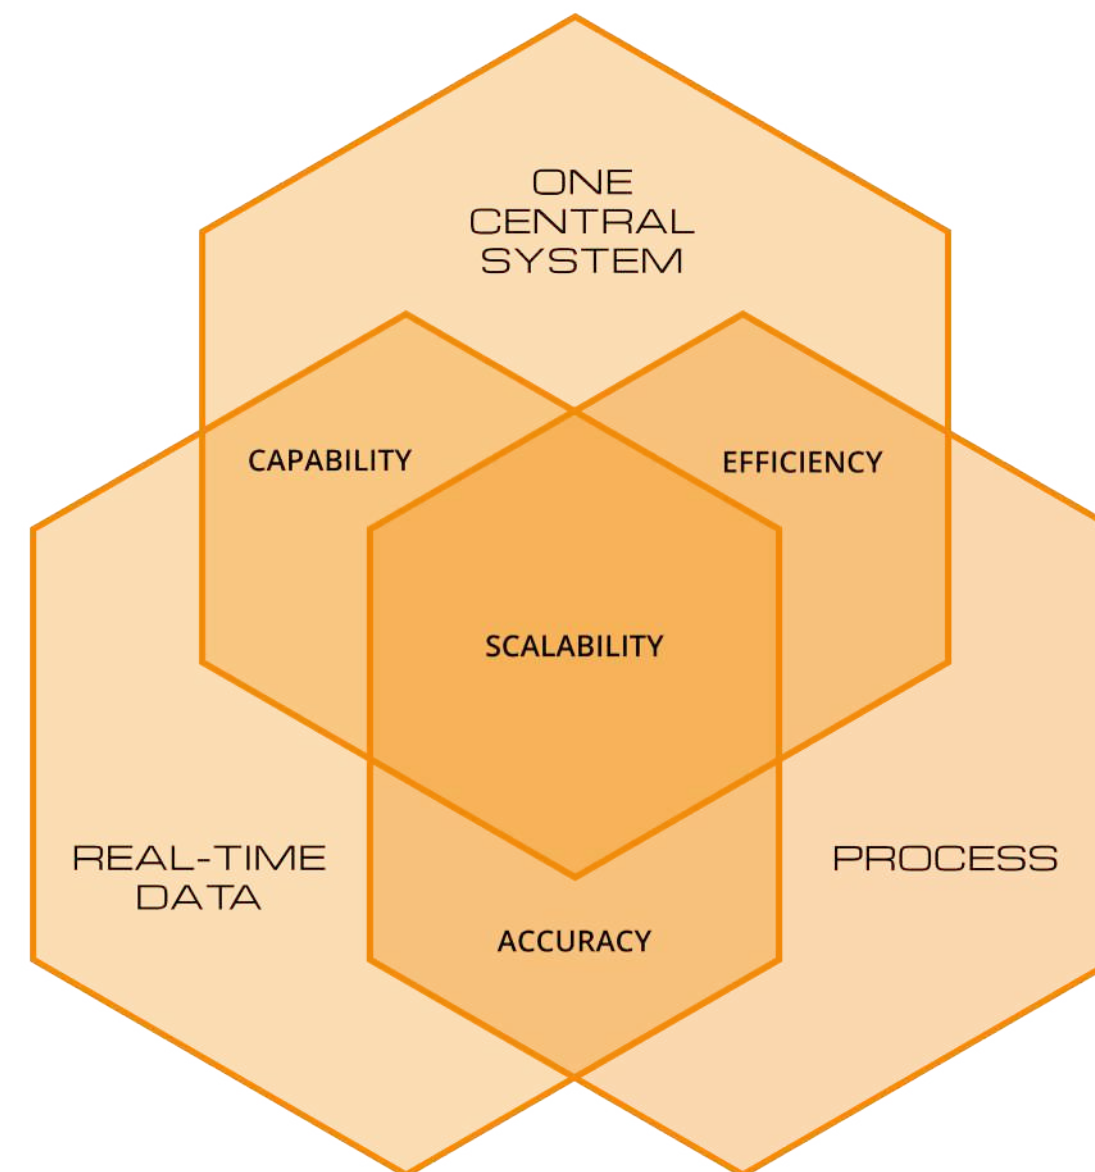 ONE
CENTRAL
SYSTEM
CAPABILITY
EFFICIENCY
SCALABILITY
REAL-TIME
DATA
PROCESS
ACCURACY